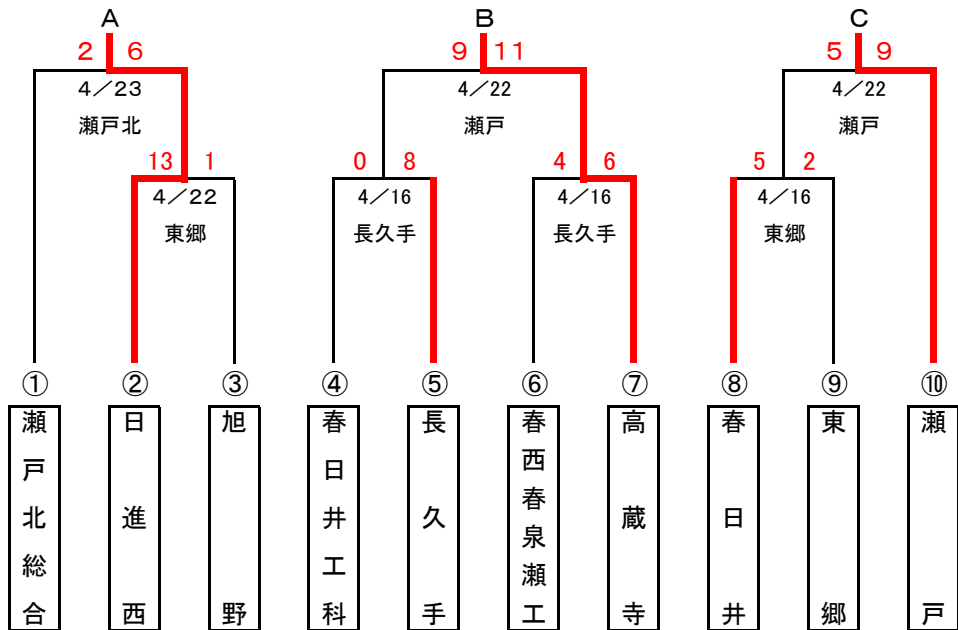 A B C
2 6 9 11 5 9
4／23 4/22 4/22
瀬戸北 瀬戸 瀬戸
13 1 0 8 4 6 5 2
4／22 4/16 4/16 4/16
東郷 長久手 長久手 東郷
① ② ③ ④ ⑤ ⑥ ⑦ ⑧ ⑨ ⑩
瀬戸北総合
日進西
旭野
春日井工科
長久手
春西春泉瀬工
高蔵寺
春日井
東郷
瀬戸